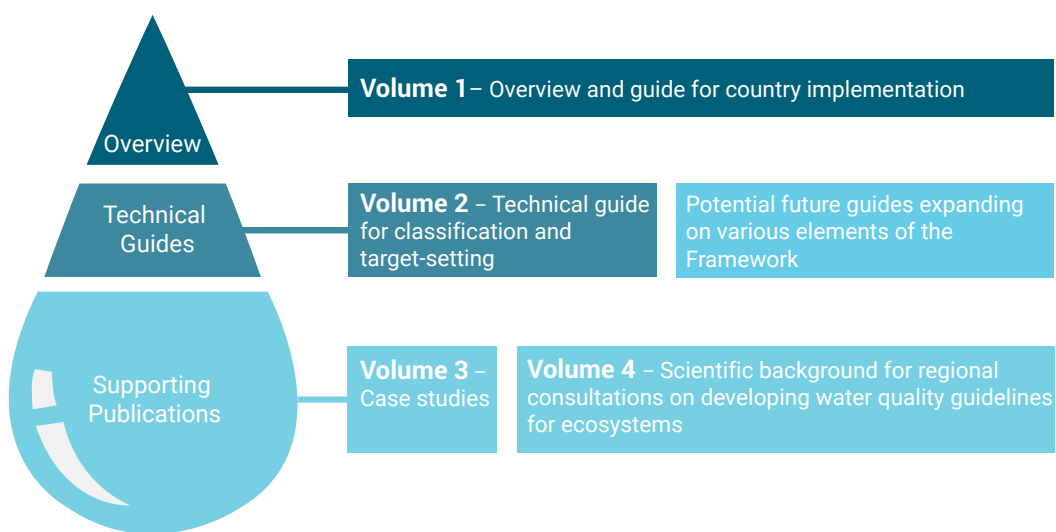 Overview
Volume 1 – Overview and guide for country implementation
Technical
Guides
Volume 2 – Technical guide
for classification and
target-setting
Potential future guides expanding
on various elements of the
Framework
Supporting
Publications
Volume 3 –
Case studies
Volume 4 – Scientific background for regional
consultations on developing water quality guidelines
for ecosystems